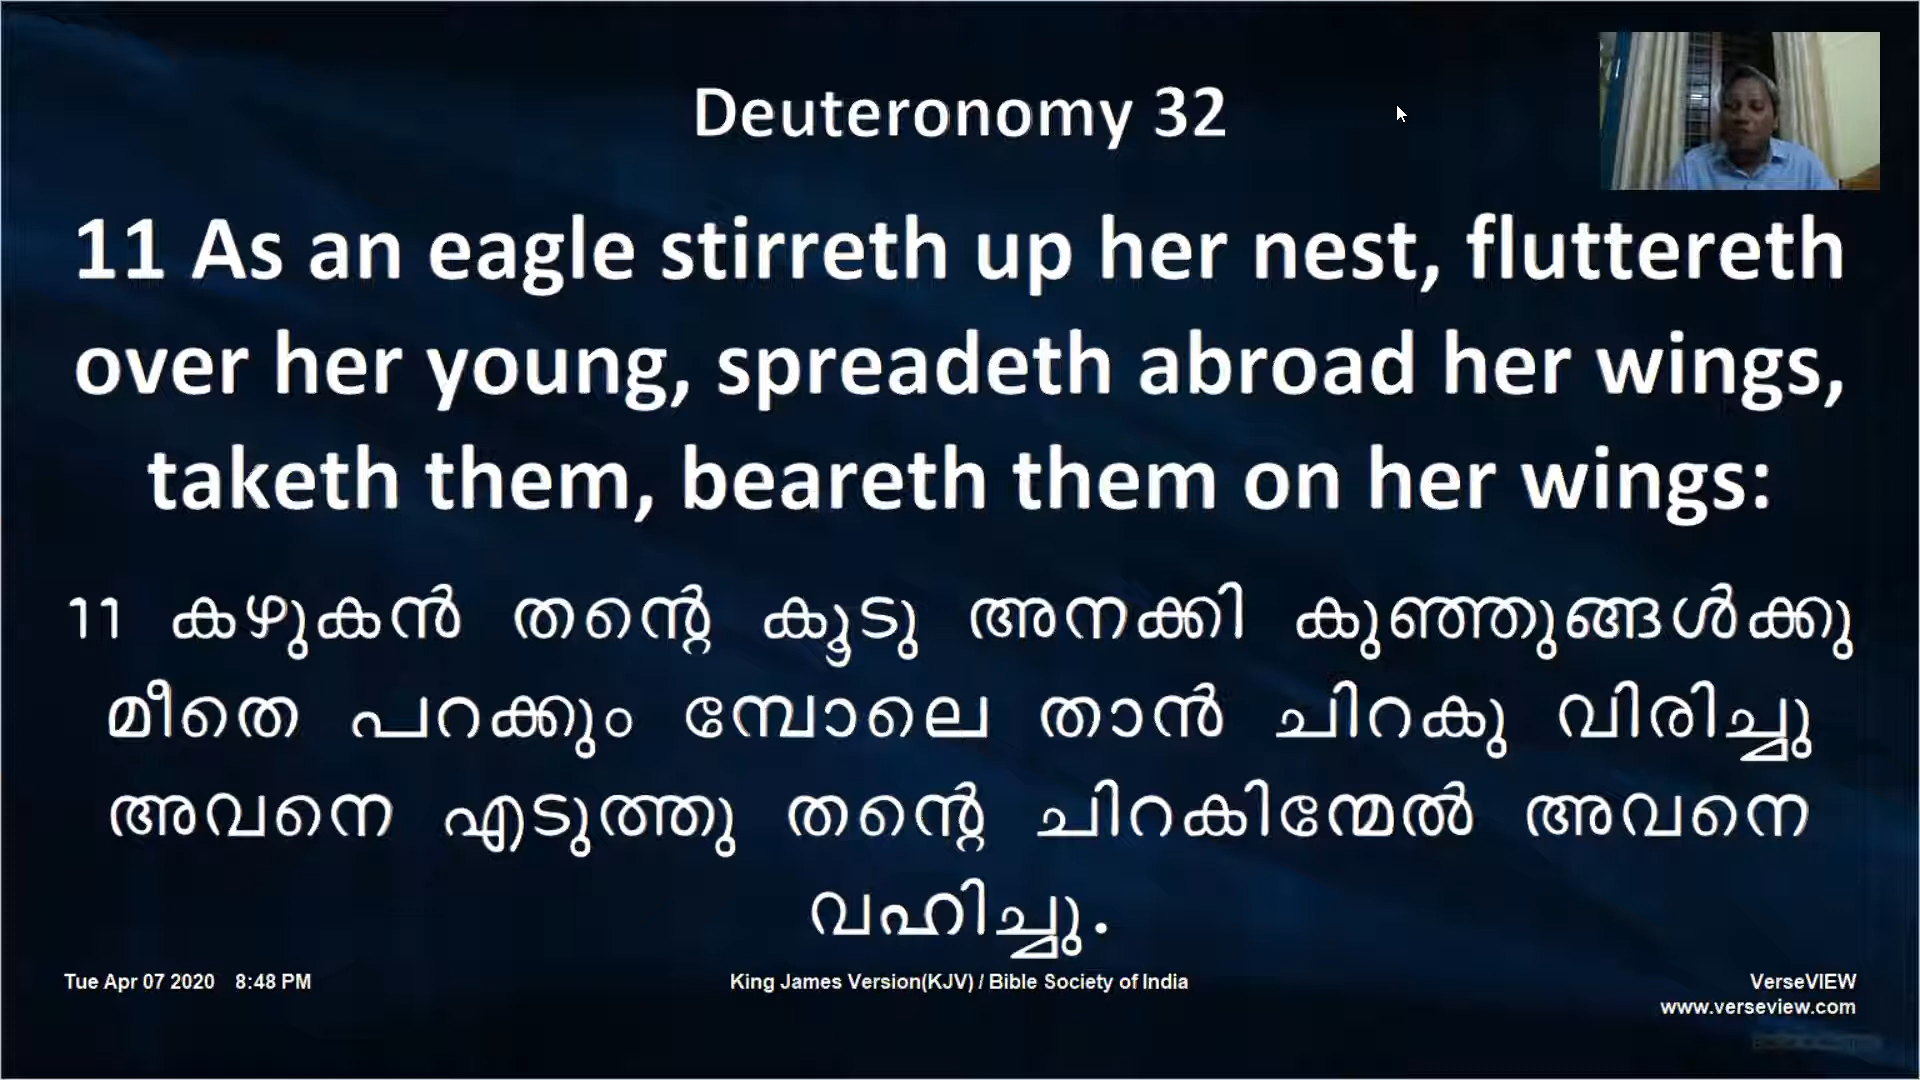 Deuteronomy 32
11 As an eagle stirreth up her nest, fluttereth
over her young, spreadeth abroad her wings,
taketh them, beareth them on her wings:
11 കഴുകൻ തന്റെ കൂടു അനക്കി കുഞ്ഞുങ്ങൾക്കു
മീതെ പറക്കും മ്പോലെ താൻ ചിറകു വിരിച്ചു
അവനെ എടുത്തു തന്റെ ചിറകിന്മേൽ അവനെ
വഹിച്ചു.
Tue Apr 07 2020 8:48 PM
King James Version(KJV) / Bible Society of India
VerseVIEW
www.verseview.com